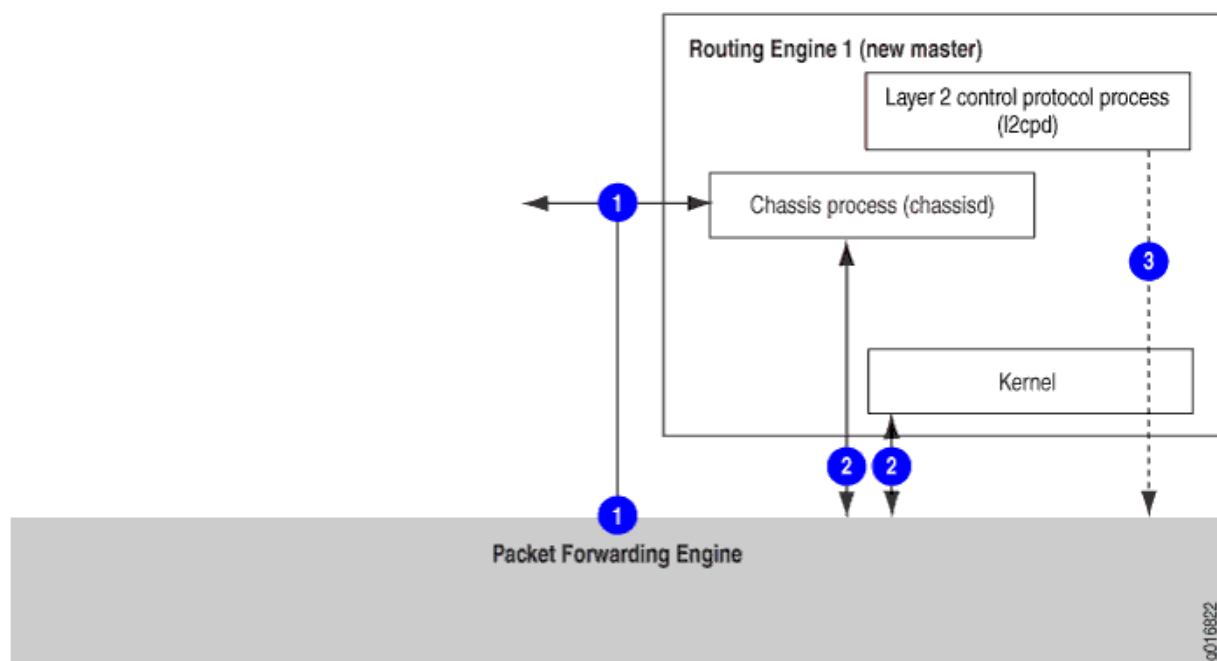 Routing Engine 1 (new master)
Layer 2 control protocol process
(l2cpd)
1
Chassis process (chassisd)
3
Kernel
2
2
1
Packet Forwarding Engine
g016822